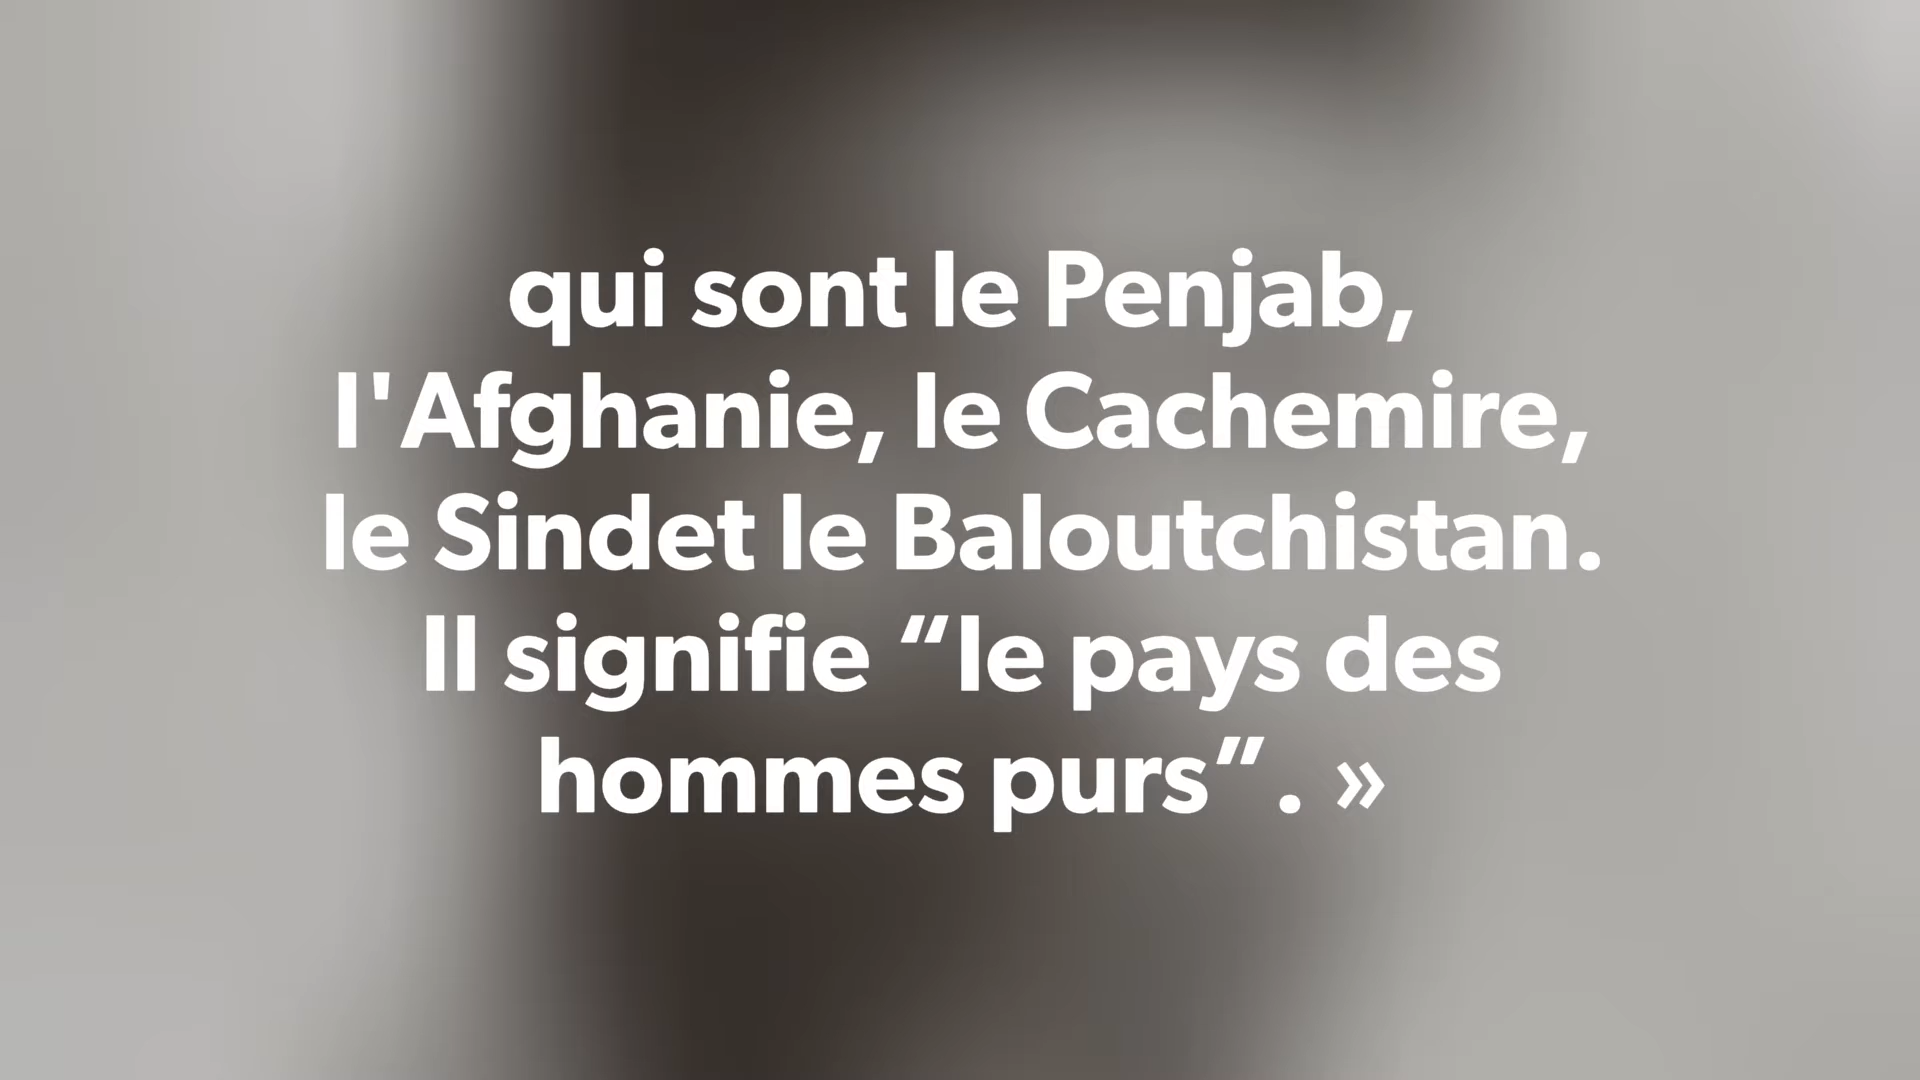 qui sont le Penjab,
l'Afghanie, le Cachemire,
le Sindet le Baloutchistan.
Il signifie “le pays des
hommes purs”. »